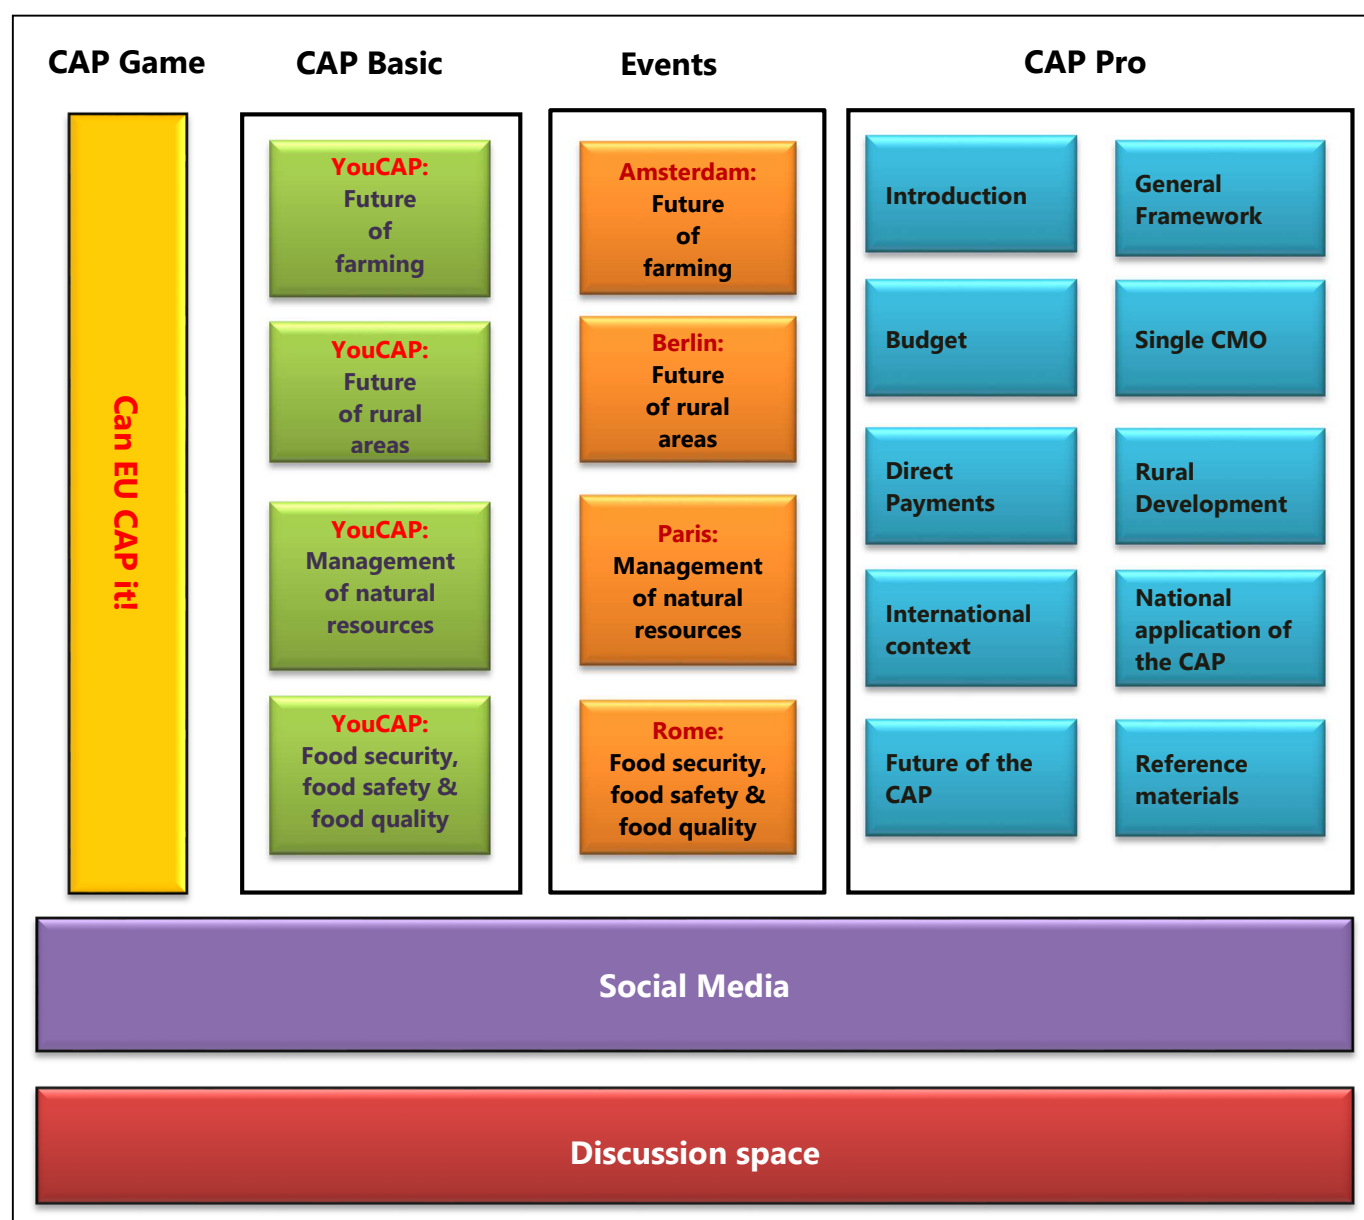 CAP Game
CAP Basic
Events
CAP Pro
Can EU CAP it!
YouCAP:
Future
of
farming
YouCAP:
Future
of rural
areas
YouCAP:
Management
of natural
resources
YouCAP:
Food security,
food safety &
food quality
Amsterdam:
Future
of
farming
Berlin:
Future
of rural
areas
Paris:
Management
of natural
resources
Rome:
Food security,
food safety &
food quality
Introduction
General
Framework
Budget
Single CMO
Direct
Payments
Rural
Development
International
context
National
application of
the CAP
Future of the
CAP
Reference
materials
Social Media
Discussion space